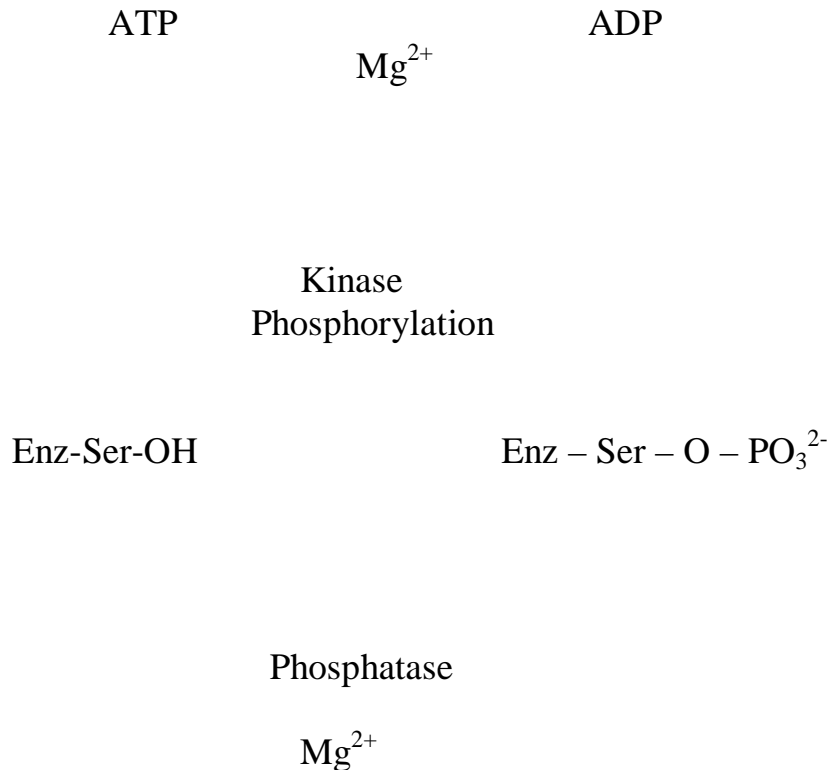 ATP ADP
Mg²⁺
Kinase
Phosphorylation
Enz-Ser-OH Enz – Ser – O – PO₃²⁻
Phosphatase
Mg²⁺